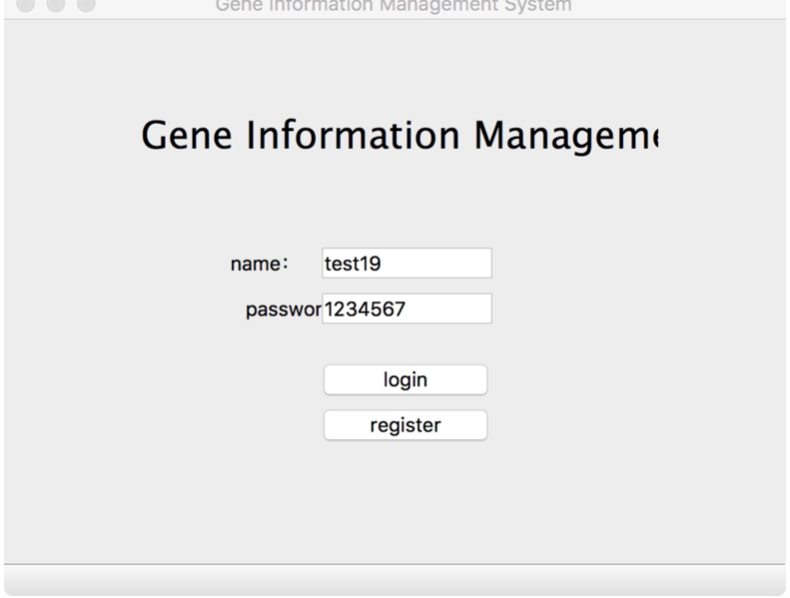 Gene Information Management System
Gene Information Manageme
name：
test19
passwor
1234567
login
register